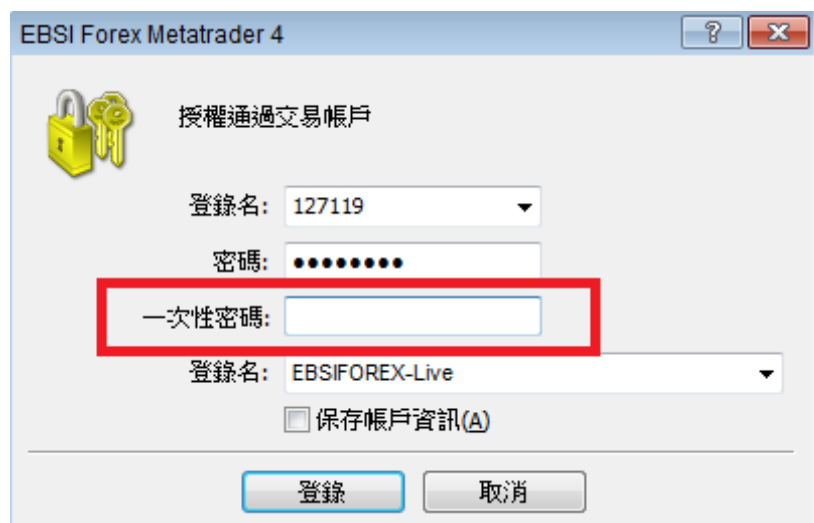 EBSI Forex Metatrader 4
授權通過交易帳戶
登錄名: 127119
密碼: ••••••••
一次性密碼:
登錄名: EBSIFOREX-Live
保存帳戶資訊(A)
登錄 取消